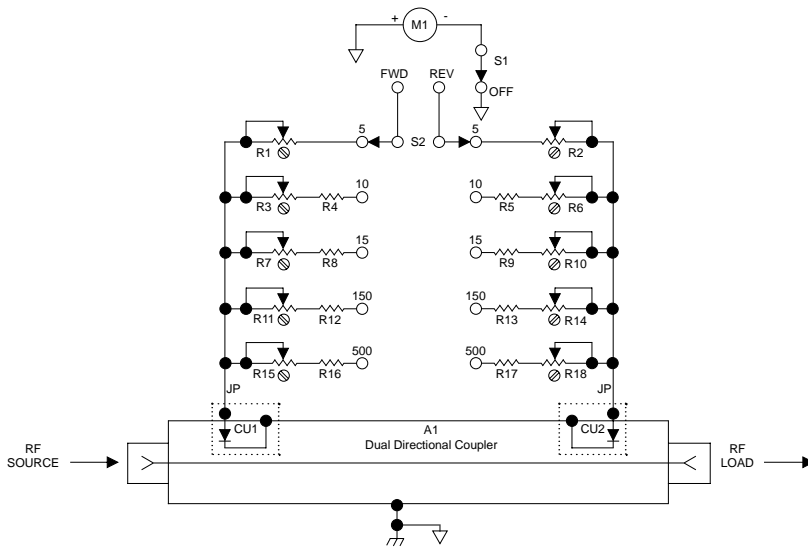 + M1 -
S1
FWD REV
OFF
5 S2 5
R1 R2
10 10
R3 R4 R5 R6
15 15
R7 R8 R9 R10
150 150
R11 R12 R13 R14
500 500
R15 R16 R17 R18
JP JP
CU1 A1 CU2
Dual Directional Coupler
RF
SOURCE
RF
LOAD